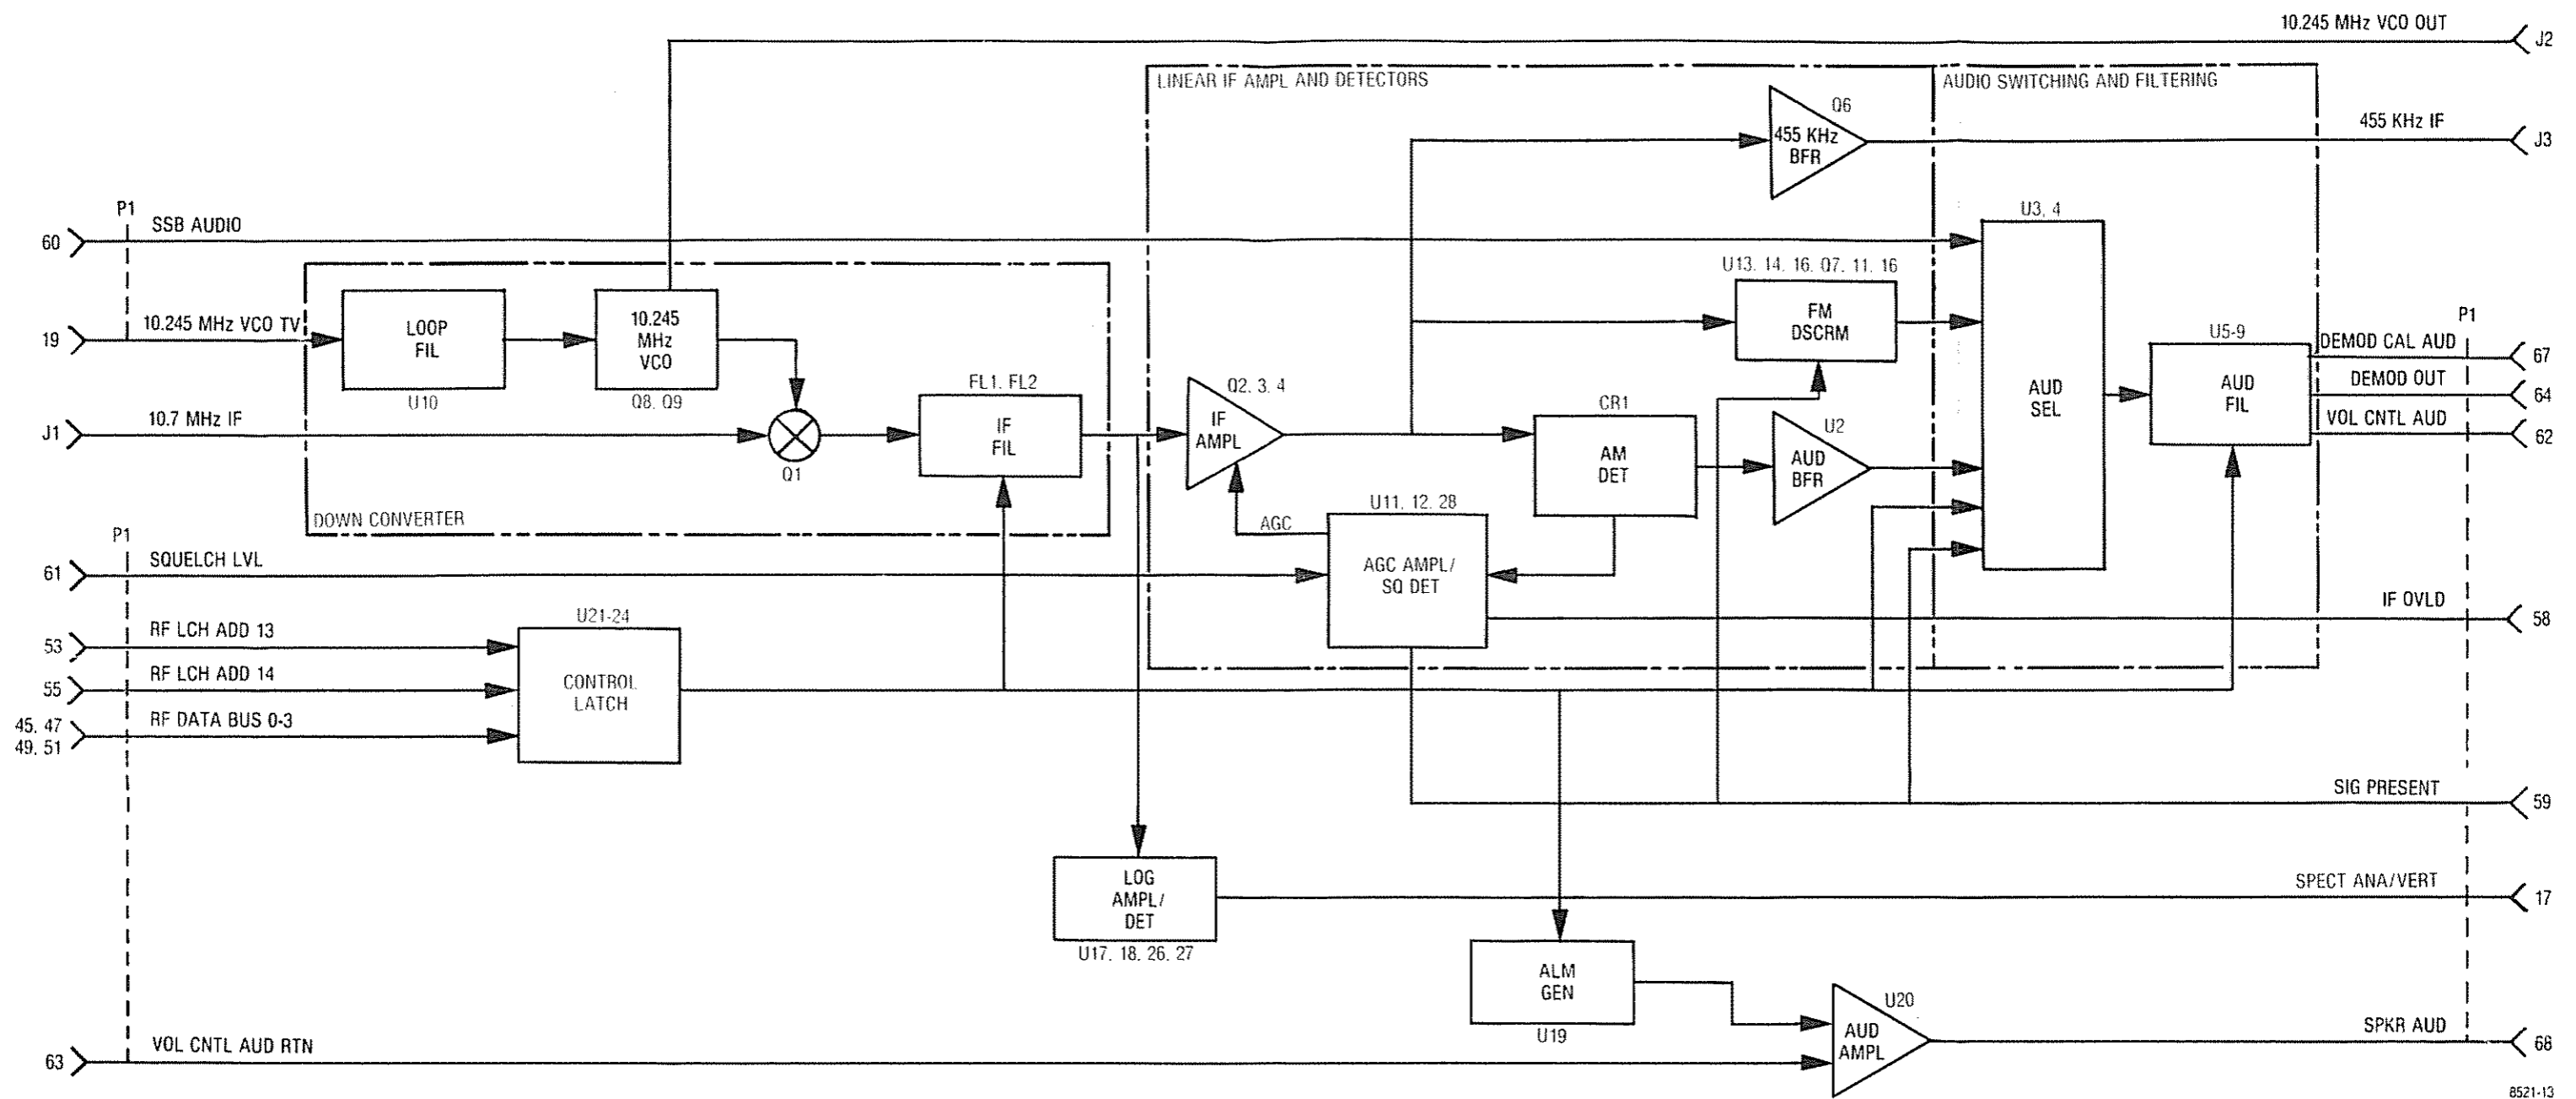 10.245 MHz VCO OUT
J2
LINEAR IF AMPL AND DETECTORS
AUDIO SWITCHING AND FILTERING
Q6
455 KHz
BFR
455 KHz IF
J3
P1
60
SSB AUDIO
U3, 4
AUD
SEL
19
10.245 MHz VCO TV
LOOP
FIL
U10
10.245
MHz
VCO
Q8, Q9
U13, 14, 16, Q7, 11, 16
FM
DSCRM
J1
10.7 MHz IF
Q1
FL1, FL2
IF
FIL
DOWN CONVERTER
Q2, 3, 4
IF
AMPL
CR1
AM
DET
U2
AUD
BFR
U5-9
AUD
FIL
P1
DEMOD CAL AUD
67
DEMOD OUT
64
VOL CNTL AUD
62
P1
61
SQUELCH LVL
AGC
U11, 12, 28
AGC AMPL/
SQ DET
IF OVLD
58
53
RF LCH ADD 13
55
RF LCH ADD 14
45, 47
49, 51
RF DATA BUS 0-3
U21-24
CONTROL
LATCH
SIG PRESENT
59
LOG
AMPL/
DET
U17, 18, 26, 27
SPECT ANA/VERT
17
ALM
GEN
U19
U20
AUD
AMPL
SPKR AUD
68
63
VOL CNTL AUD RTN
8521-13